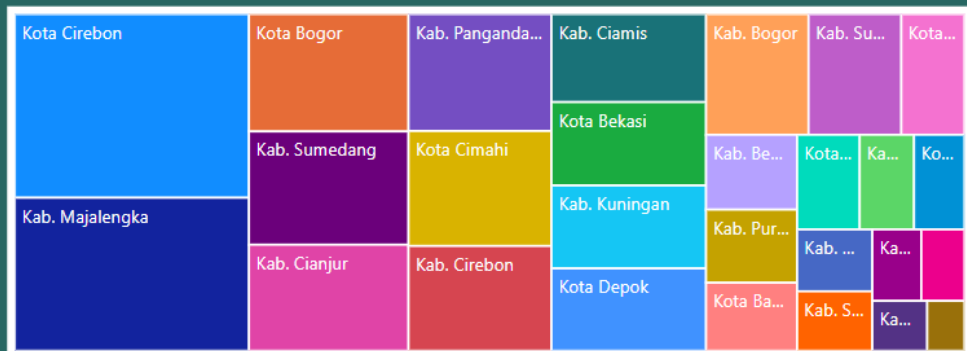 Kota Cirebon
Kab. Majalengka
Kota Bogor
Kab. Sumedang
Kab. Cianjur
Kab. Panganda...
Kota Cimahi
Kab. Cirebon
Kab. Ciamis
Kota Bekasi
Kab. Kuningan
Kota Depok
Kab. Bogor
Kab. Su...
Kota...
Kab. Be...
Kab. Pur...
Kota Ba...
Kota...
Ka...
Ko...
Kab. ...
Kab. S...
Ka...
Ka...